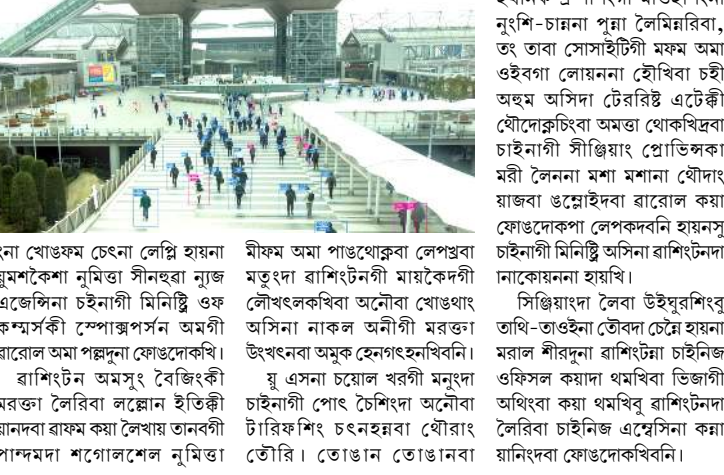 নুংশি-চান্ননা পুন্না লৈমিন্নরিবা,
তং তাবা সোসাইটিগী মফম অমা
ওইবগা লোয়ননা হৌখিবা চহী
অহুম অসিদা টেররিষ্ট এটেক্কী
থৌদোক্লচিংবা অমত্তা থোকখিদ্রবা
চাইনাগী সীঞ্জিয়াং প্রোভিন্সকা
মরী লৈননা মশা মশানা থৌদাং
য়াজবা ঙম্লোইদবা ৱারোল কয়া
ফোঙদোকপা লেপকদবনি হায়নসু
চাইনাগী মিনিষ্ট্রি অসিনা ৱাশিংটনদা
ানাকোয়ননা হায়খি।
সিঞ্জিয়াংদা লৈবা উইঘুরশিংবু
তাথি-তাওইনা তৌবদা চেন্নৈ হায়না
মরাল শীরদুনা ৱাশিংটন্না চাইনিজ
ওফিসল কয়াদা থমখিবা ভিজাগী
অথিংবা কয়া থমখিবু ৱাশিংটনদা
লৈরিবা চাইনিজ এম্বেসিনা কন্না
য়ানিংদবা ফোঙদোকখিবনি।
ংনা খোঙফম চেৎনা লেপ্লি হায়না
য়ুমশকৈশা নুমিত্তা সীনহুৱা ন্যুজ
এজেন্সিনা চইনাগী মিনিষ্ট্রি ওফ
কম্মর্সকী স্পোক্সপর্সন অমগী
ৱারোল অমা পল্লদুনা ফোঙদোকখি।
ৱাশিংটন অমসুং বৈজিংকী
মরক্তা লৈরিবা লল্লোন ইতিক্কী
য়ানদবা ৱাফম কয়া লৈখায় তানবগী
পান্দমদা শগোলশেল নুমিত্তা
মীফম অমা পাঙথোক্লবা লেপখ্রবা
মতুংদা ৱাশিংটনগী মায়কৈদগী
লৌখৎলকখিবা অনৌবা খোঙথাং
অসিনা নাকল অনীগী মরক্তা
উংখৎনবা অমুক হেনগৎহনখিবনি।
য়ু এসনা চয়োল খরগী মনুংদা
চাইনাগী পোৎ চৈশিংদা অনৌবা
টারিফশিং চৎনহন্নবা থৌরাং
তৌরি। তোঙান তোঙানবা